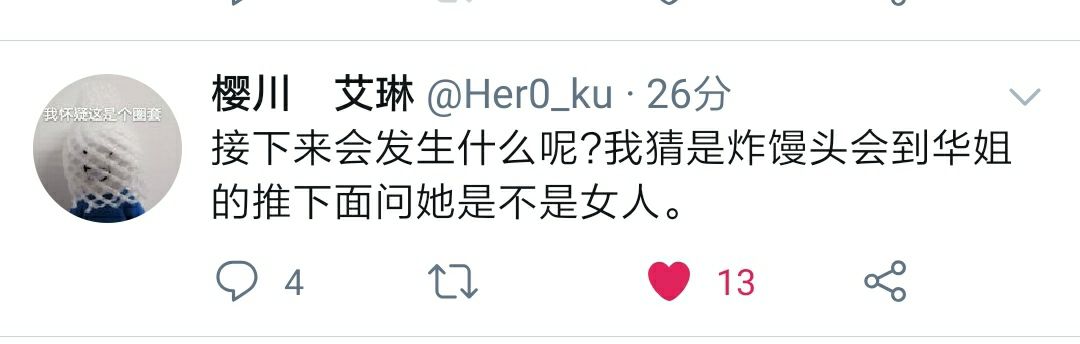 我怀疑这是个圈套
樱川　艾琳 @Her0_ku · 26分
接下来会发生什么呢?我猜是炸馒头会到华姐
的推下面问她是不是女人。
4 13